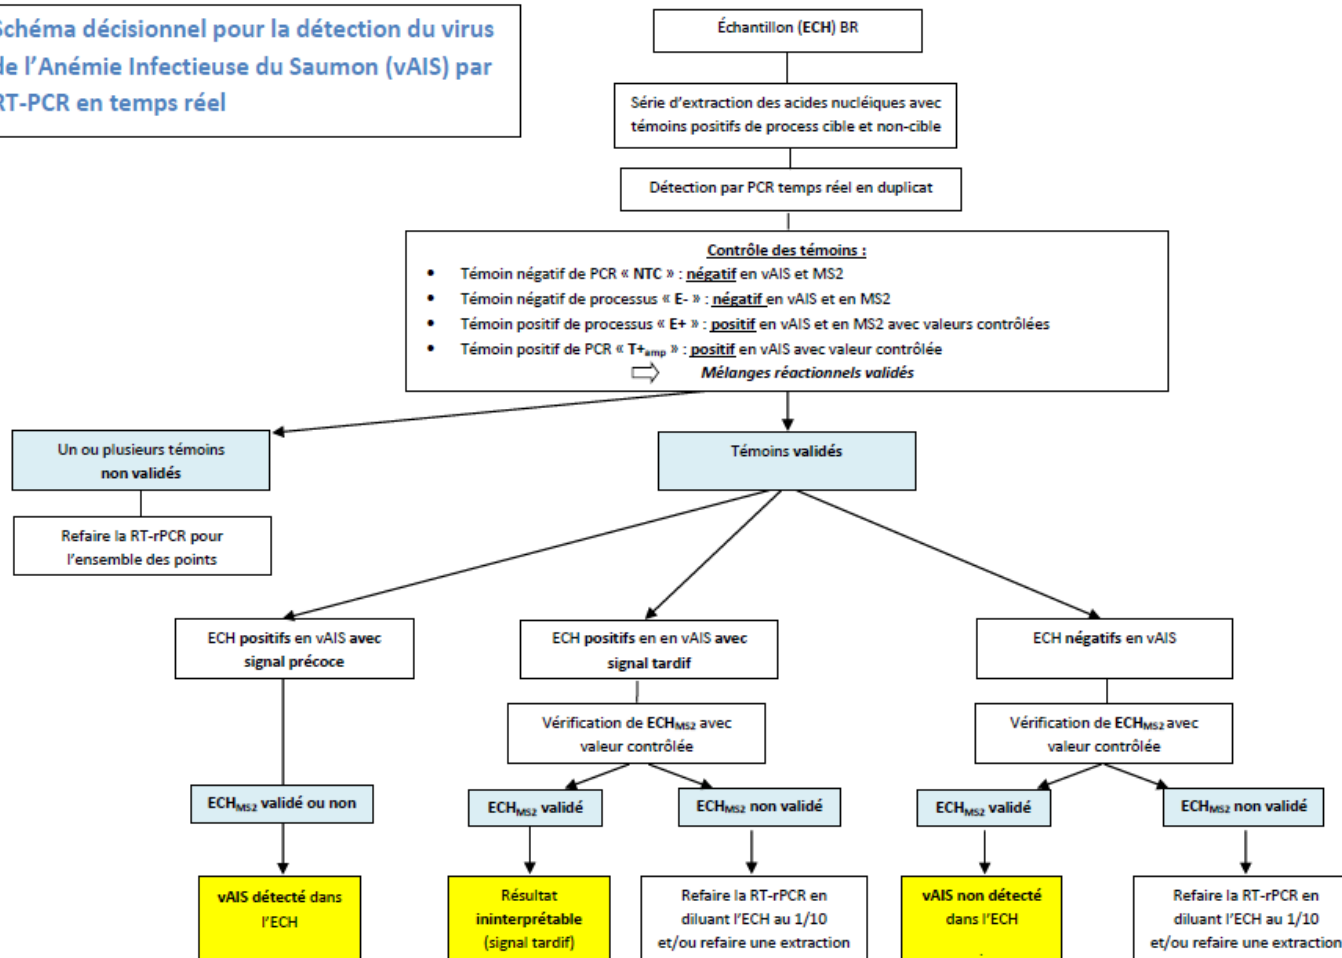 Schéma décisionnel pour la détection du virus
de l'Anémie Infectieuse du Saumon (vAIS) par
RT-PCR en temps réel
Échantillon (ECH) BR
Série d'extraction des acides nucléiques avec
témoins positifs de process cible et non-cible
Détection par PCR temps réel en duplicat
Contrôle des témoins :
• Témoin négatif de PCR « NTC » : négatif en vAIS et MS2
• Témoin négatif de processus « E- » : négatif en vAIS et en MS2
• Témoin positif de processus « E+ » : positif en vAIS et en MS2 avec valeurs contrôlées
• Témoin positif de PCR « T+amp » : positif en vAIS avec valeur contrôlée
Mélanges réactionnels validés
Un ou plusieurs témoins
non validés
Témoins validés
Refaire la RT-rPCR pour
l'ensemble des points
ECH positifs en vAIS avec
signal précoce
ECH positifs en en vAIS avec
signal tardif
ECH négatifs en vAIS
Vérification de ECHMS2 avec
valeur contrôlée
Vérification de ECHMS2 avec
valeur contrôlée
ECHMS2 validé ou non
ECHMS2 validé
ECHMS2 non validé
ECHMS2 validé
ECHMS2 non validé
vAIS détecté dans
l'ECH
Résultat
ininterprétable
(signal tardif)
Refaire la RT-rPCR en
diluant l'ECH au 1/10
et/ou refaire une extraction
vAIS non détecté
dans l'ECH
.
Refaire la RT-rPCR en
diluant l'ECH au 1/10
et/ou refaire une extraction